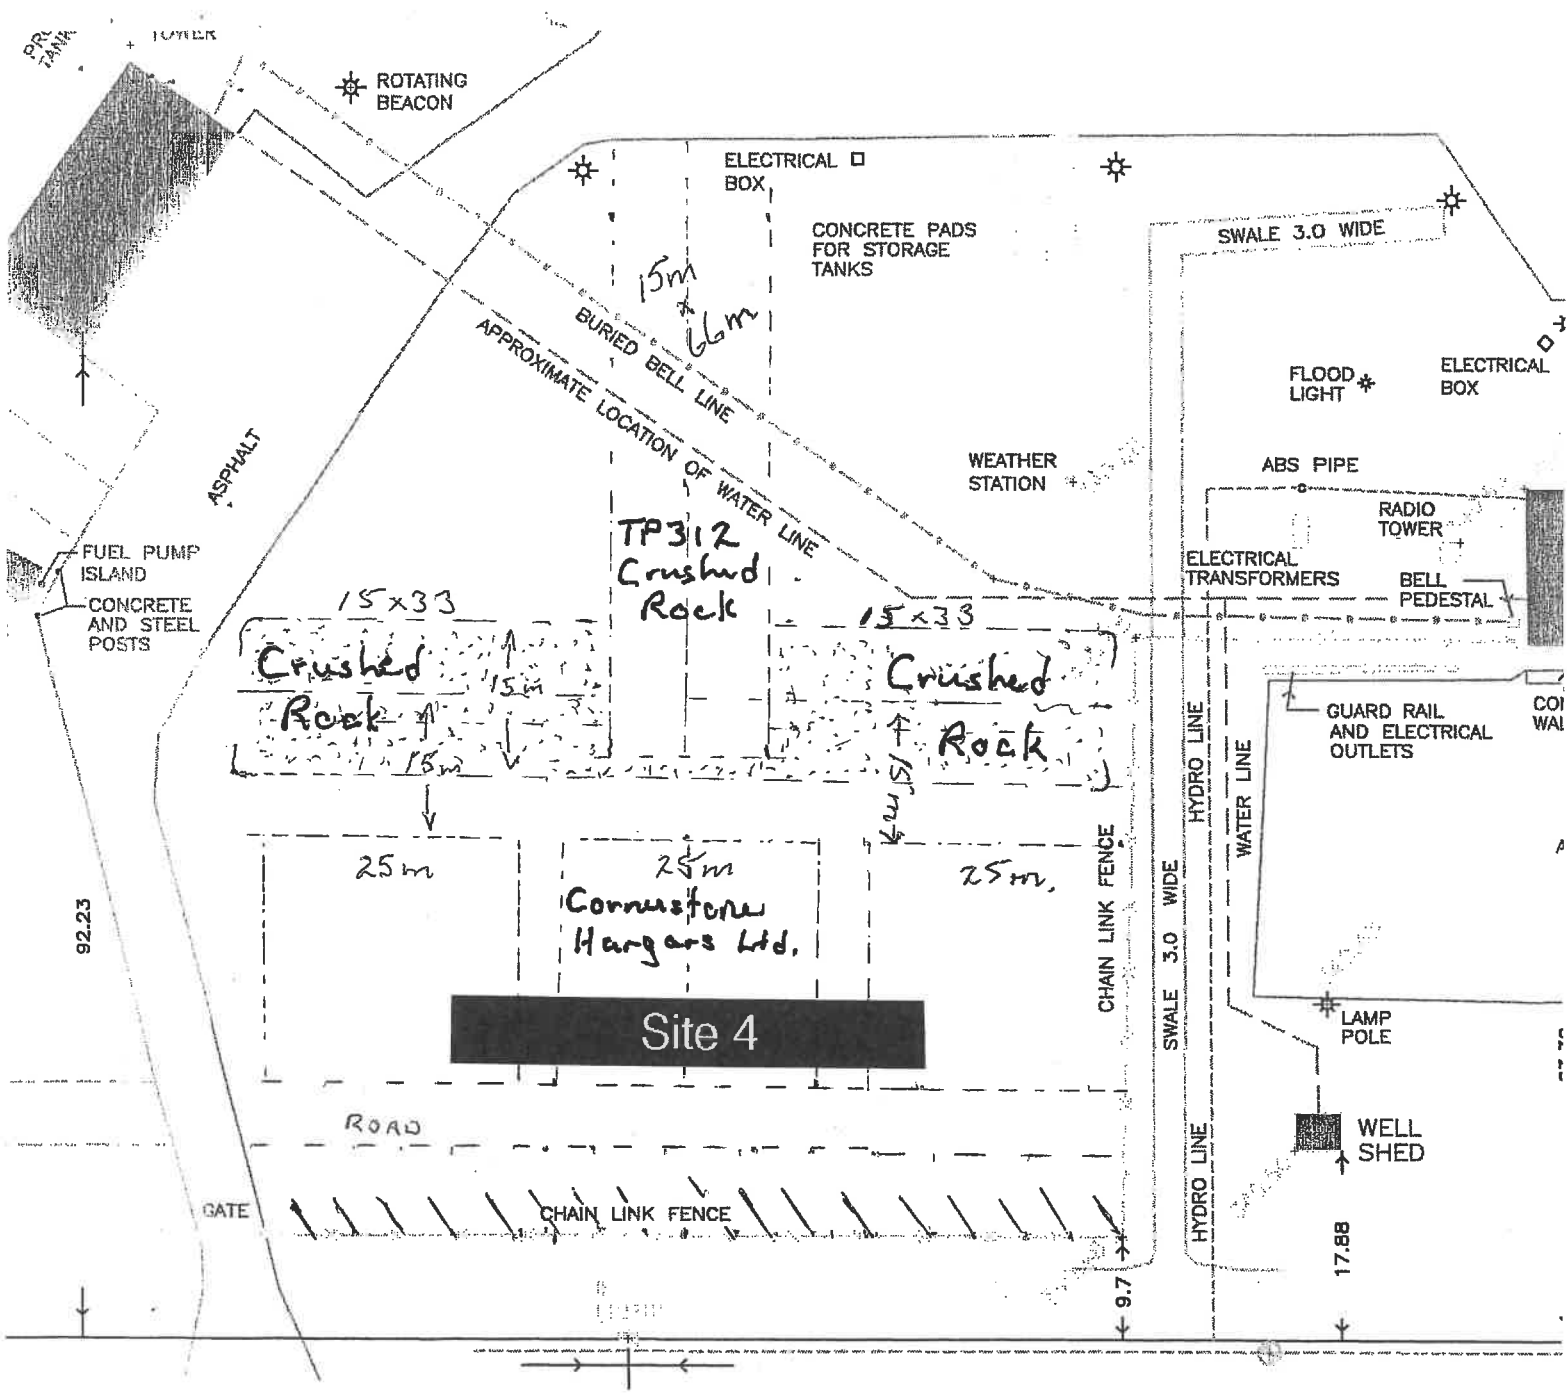 TOWER
ROTATING
BEACON
ELECTRICAL
BOX
CONCRETE PADS
FOR STORAGE
TANKS
SWALE 3.0 WIDE
15m
x
66m
BURIED BELL LINE
APPROXIMATE LOCATION OF WATER LINE
FLOOD
LIGHT
ELECTRICAL
BOX
ASPHALT
WEATHER
STATION
ABS PIPE
RADIO
TOWER
TP312
Crushed
Rock
FUEL PUMP
ISLAND
CONCRETE
AND STEEL
POSTS
ELECTRICAL
TRANSFORMERS
BELL
PEDESTAL
15x33
15x33
Crushed
Rock
15m
15m
Crushed
Rock
15m
GUARD RAIL
AND ELECTRICAL
OUTLETS
HYDRO LINE
WATER LINE
25m
25m
25m.
Cornerstone
Hangars Ltd.
CHAIN LINK FENCE
SWALE 3.0 WIDE
92.23
Site 4
LAMP
POLE
ROAD
WELL
SHED
GATE
CHAIN LINK FENCE
HYDRO LINE
9.7
17.88